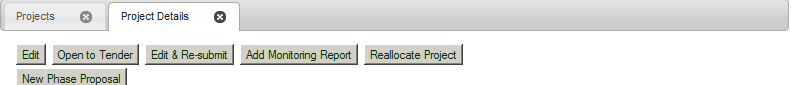 Projects Project Details
Edit Open to Tender Edit & Re-submit Add Monitoring Report Reallocate Project
New Phase Proposal